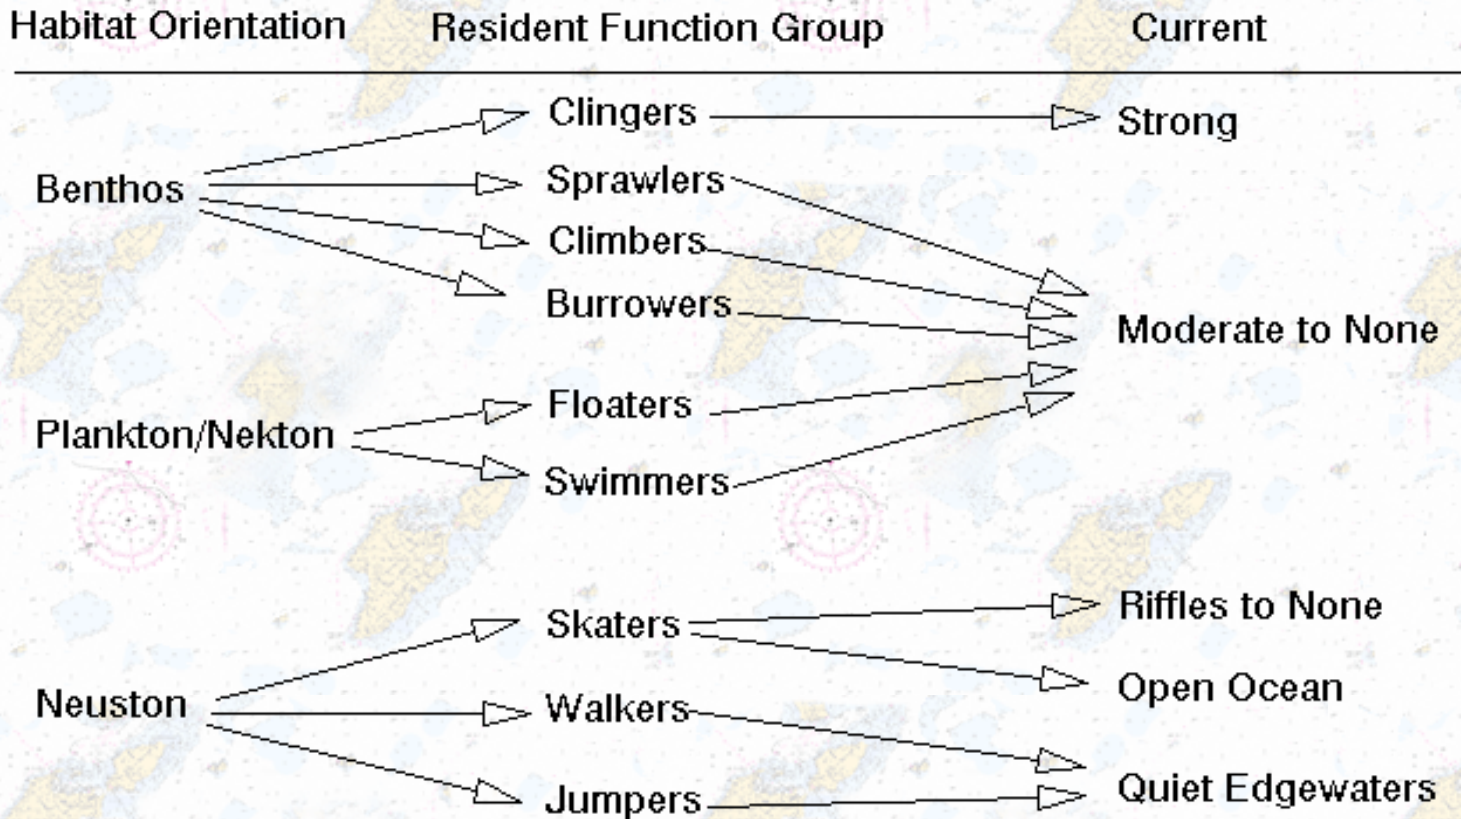 Habitat Orientation Resident Function Group Current
Clingers Strong
Benthos Sprawlers
Climbers
Burrowers
Moderate to None
Floaters
Plankton/Nekton
Swimmers
Skaters Riffles to None
Open Ocean
Neuston Walkers
Jumpers Quiet Edgewaters